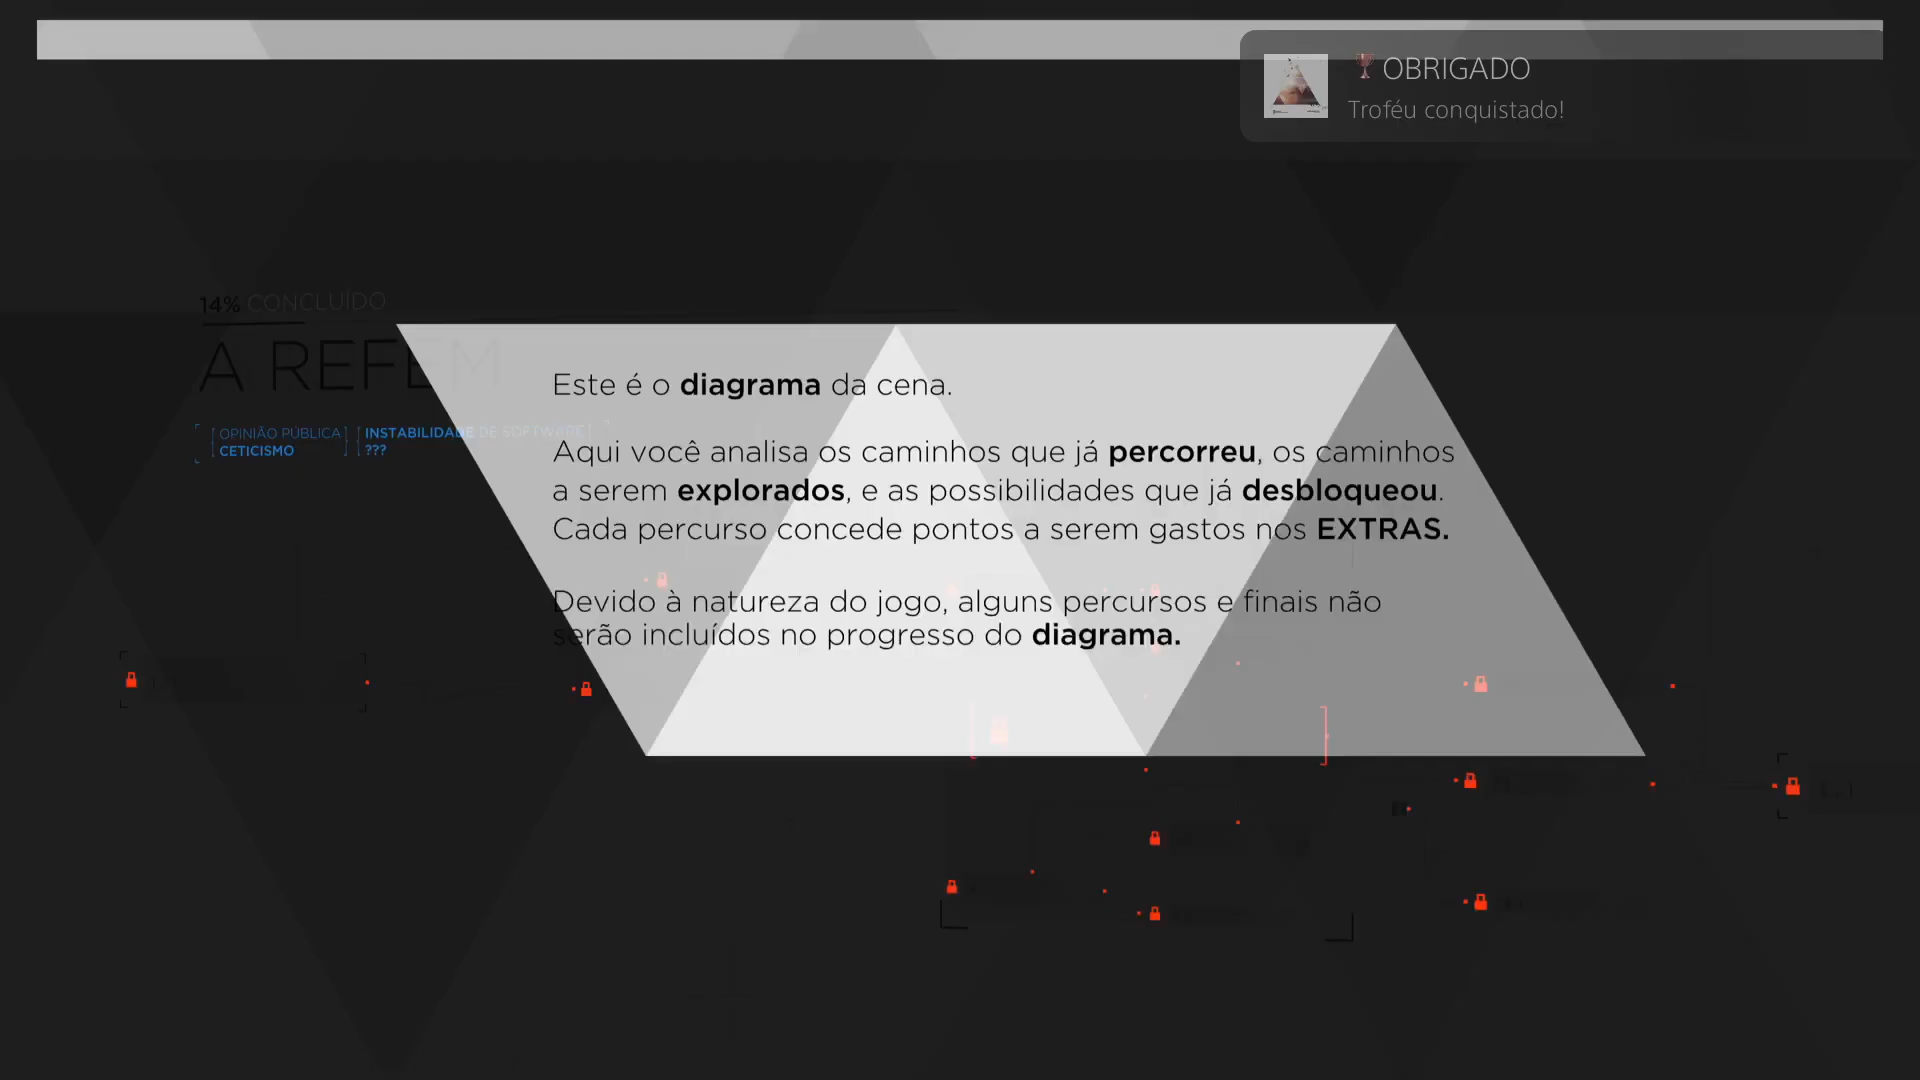 OBRIGADO
Troféu conquistado!
14% CONCLUÍDO
A REFÉM
OPINIÃO PÚBLICA
CETICISMO
INSTABILIDADE DE SOFTWARE
???
Este é o diagrama da cena.
Aqui você analisa os caminhos que já percorreu, os caminhos
a serem explorados, e as possibilidades que já desbloqueou.
Cada percurso concede pontos a serem gastos nos EXTRAS.
Devido à natureza do jogo, alguns percursos e finais não
serão incluídos no progresso do diagrama.